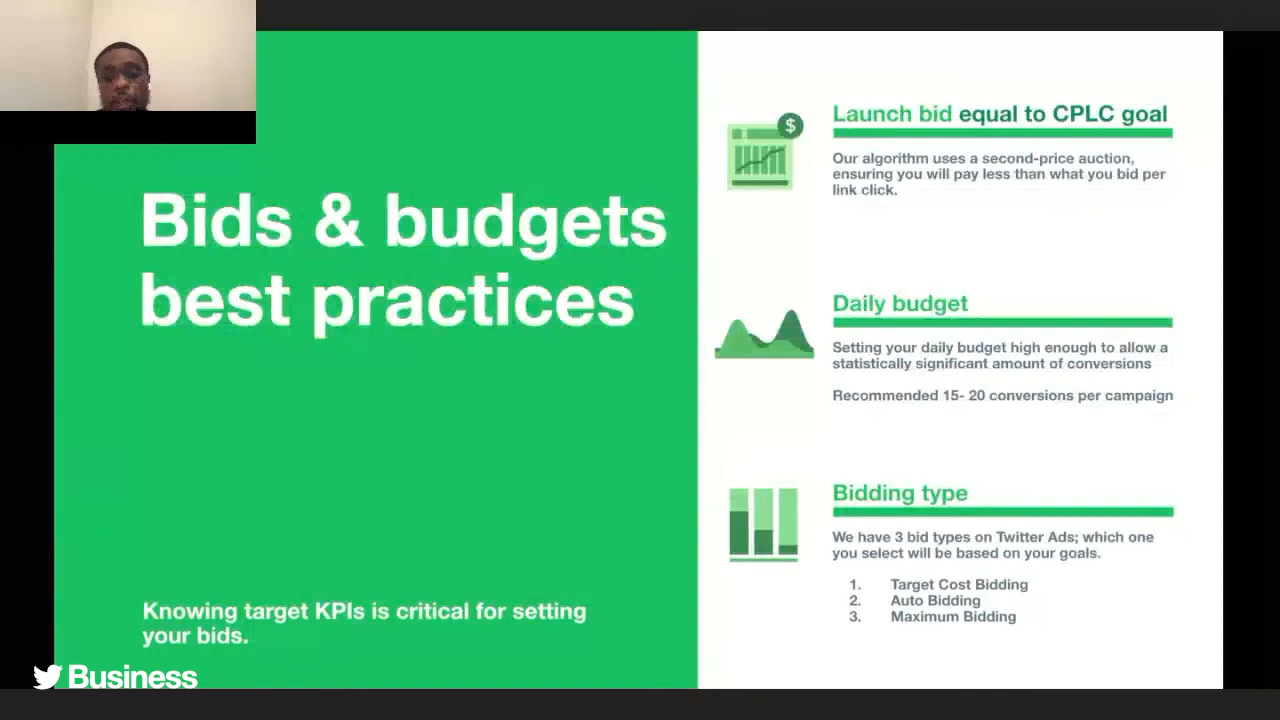 Bids & budgets
best practices
Knowing target KPIs is critical for setting
your bids.
Business
$
Launch bid equal to CPLC goal
Our algorithm uses a second-price auction,
ensuring you will pay less than what you bid per
link click.
Daily budget
Setting your daily budget high enough to allow a
statistically significant amount of conversions
Recommended 15- 20 conversions per campaign
Bidding type
We have 3 bid types on Twitter Ads; which one
you select will be based on your goals.
1. Target Cost Bidding
2. Auto Bidding
3. Maximum Bidding